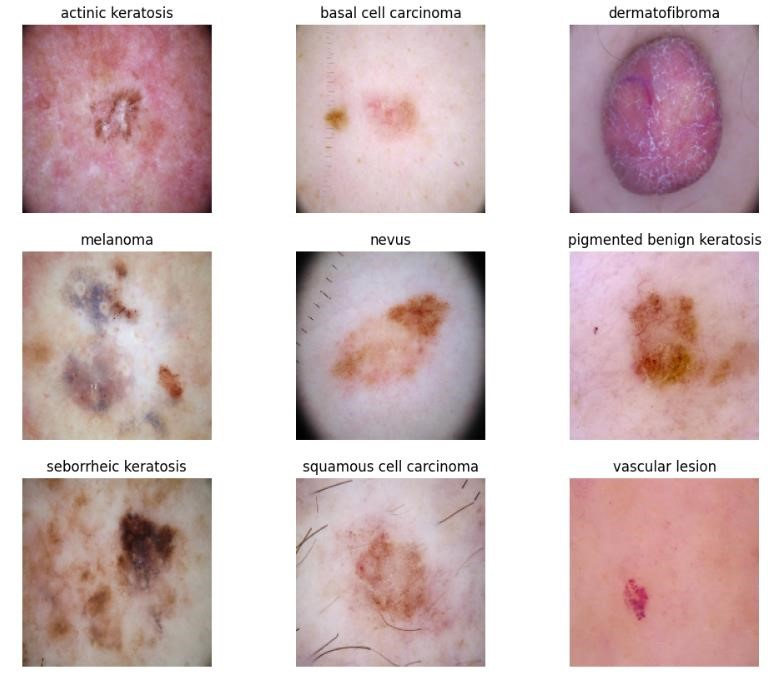 actinic keratosis
basal cell carcinoma
dermatofibroma
melanoma
nevus
pigmented benign keratosis
seborrheic keratosis
squamous cell carcinoma
vascular lesion